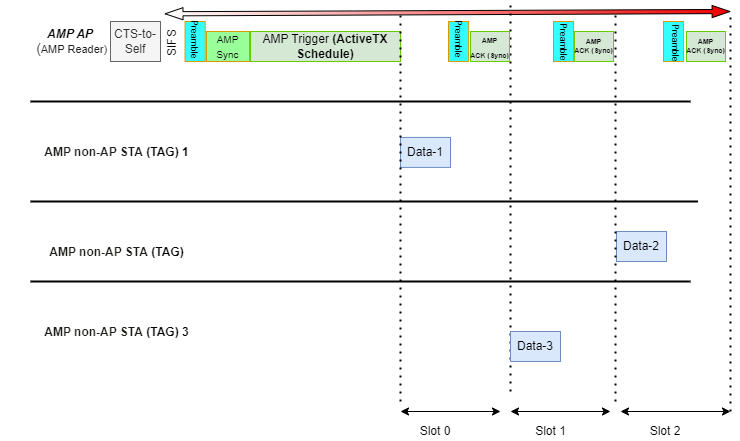 AMP AP
(AMP Reader)
CTS-to-
Self
SIFS
Preamble
AMP
Sync
AMP Trigger (ActiveTX
Schedule)
Preamble
AMP
ACK (Sync)
Preamble
AMP
ACK (Sync)
Preamble
AMP
ACK (Sync)
AMP non-AP STA (TAG) 1
Data-1
AMP non-AP STA (TAG)
Data-2
AMP non-AP STA (TAG) 3
Data-3
Slot 0
Slot 1
Slot 2